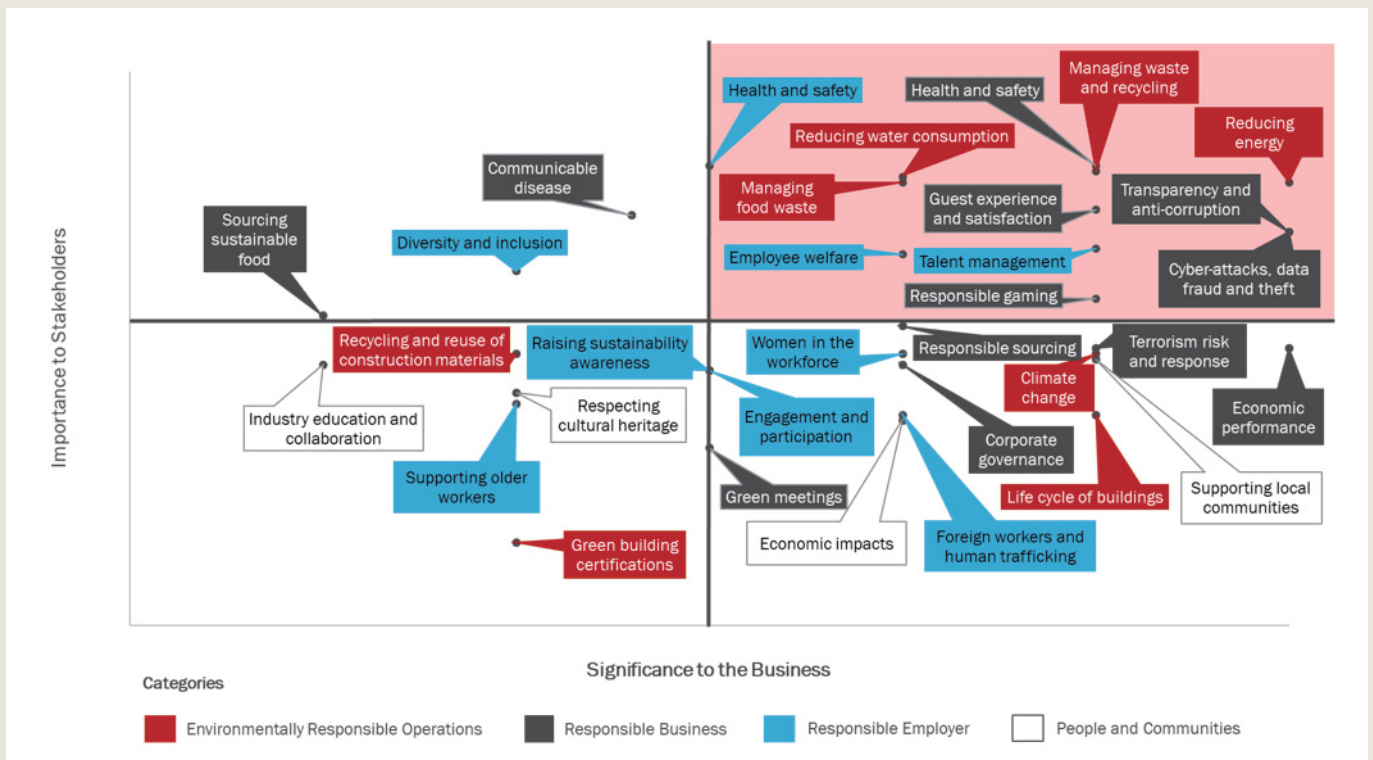 Importance to Stakeholders
Health and safety
Health and safety
Managing waste
and recycling
Reducing water consumption
Reducing
energy
Communicable
disease
Managing
food waste
Transparency and
anti-corruption
Guest experience
and satisfaction
Sourcing
sustainable
food
Diversity and inclusion
Employee welfare
Talent management
Cyber-attacks, data
fraud and theft
Responsible gaming
Recycling and reuse of
construction materials
Raising sustainability
awareness
Women in the
workforce
Responsible sourcing
Terrorism risk
and response
Climate
change
Industry education and
collaboration
Respecting
cultural heritage
Engagement and
participation
Corporate
governance
Economic
performance
Supporting older
workers
Green meetings
Life cycle of buildings
Supporting local
communities
Green building
certifications
Economic impacts
Foreign workers and
human trafficking
Significance to the Business
Categories
Environmentally Responsible Operations
Responsible Business
Responsible Employer
People and Communities